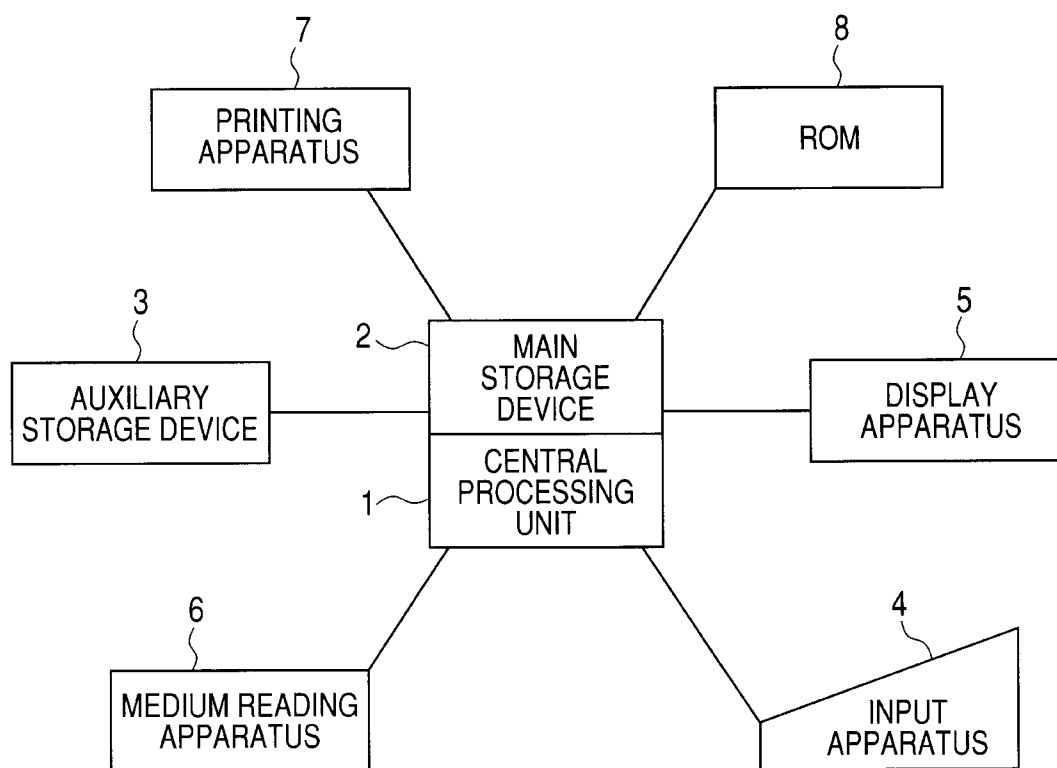 7
PRINTING
APPARATUS
8
ROM
3
AUXILIARY
STORAGE DEVICE
2
MAIN
STORAGE
DEVICE
5
DISPLAY
APPARATUS
1
CENTRAL
PROCESSING
UNIT
6
MEDIUM READING
APPARATUS
4
INPUT
APPARATUS